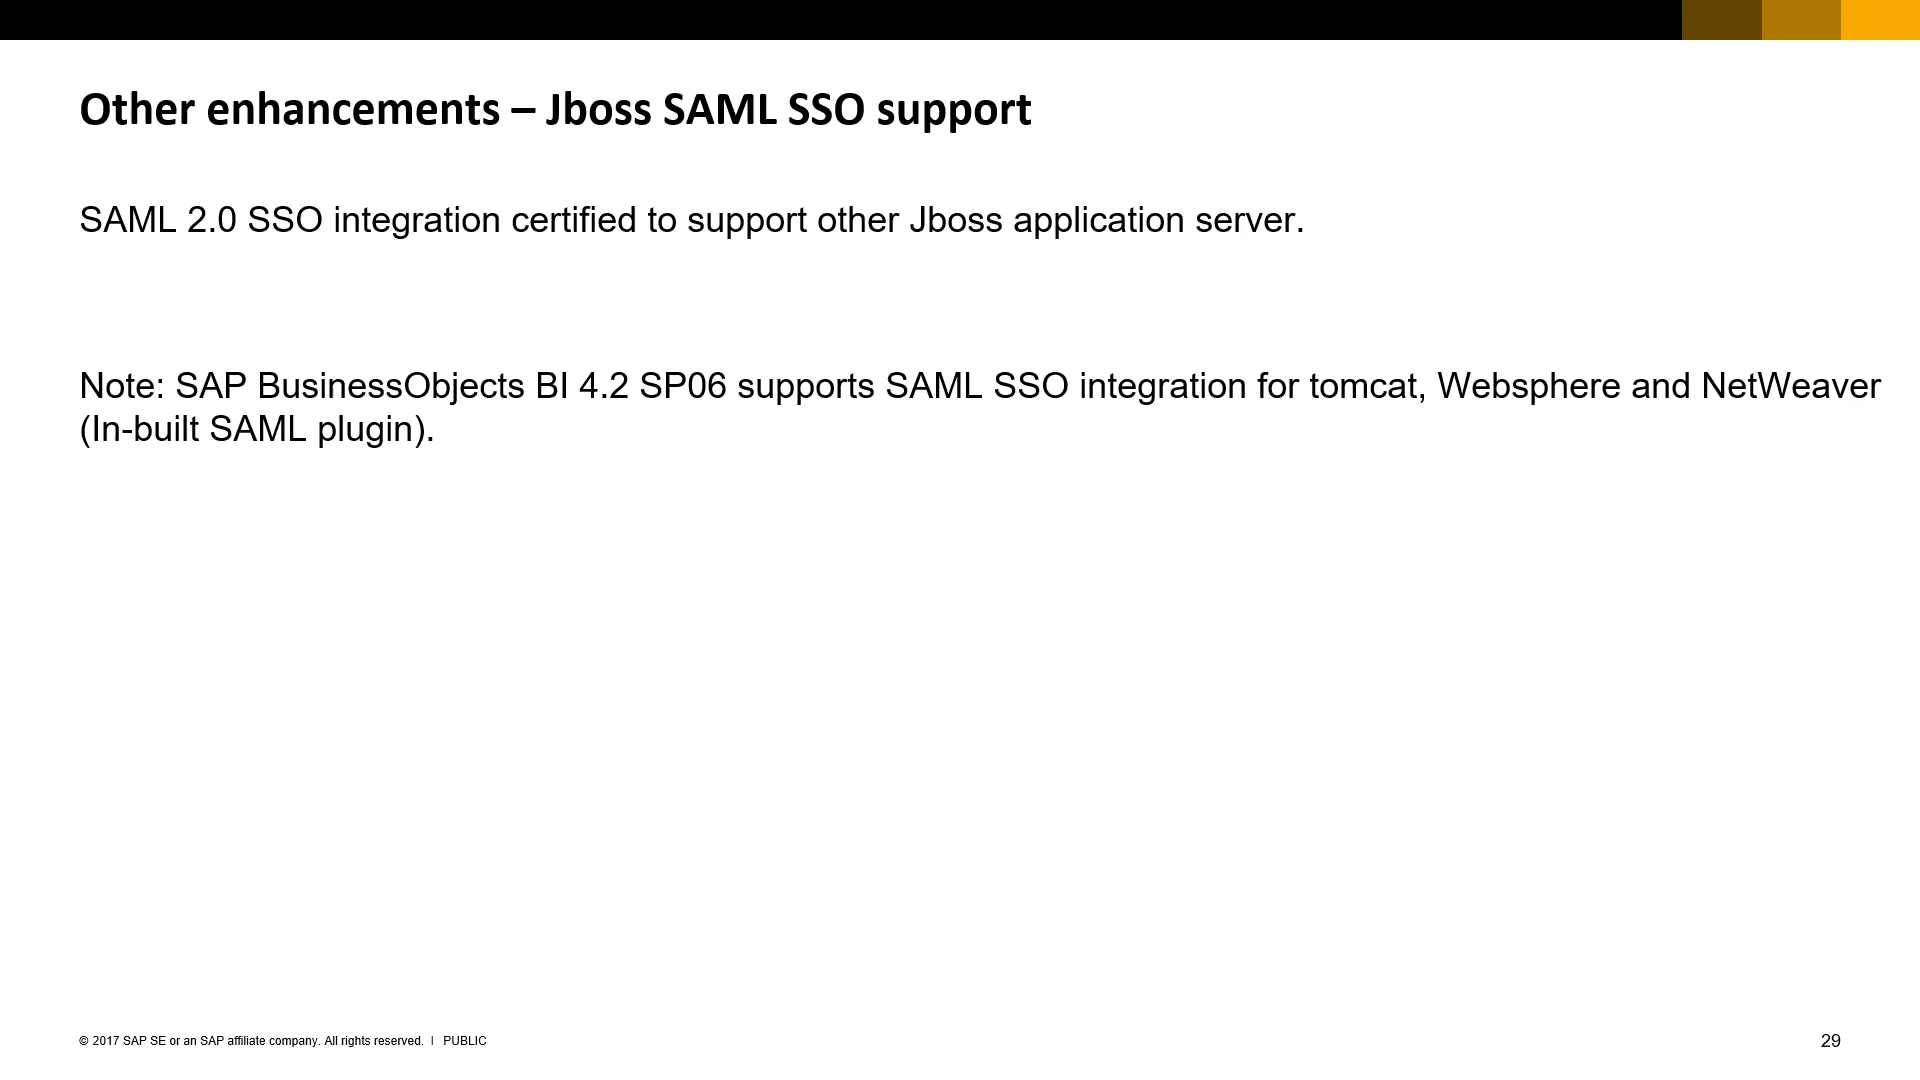 Other enhancements – Jboss SAML SSO support
SAML 2.0 SSO integration certified to support other Jboss application server.
Note: SAP BusinessObjects BI 4.2 SP06 supports SAML SSO integration for tomcat, Websphere and NetWeaver
(In-built SAML plugin).
© 2017 SAP SE or an SAP affiliate company. All rights reserved. ǀ PUBLIC
29